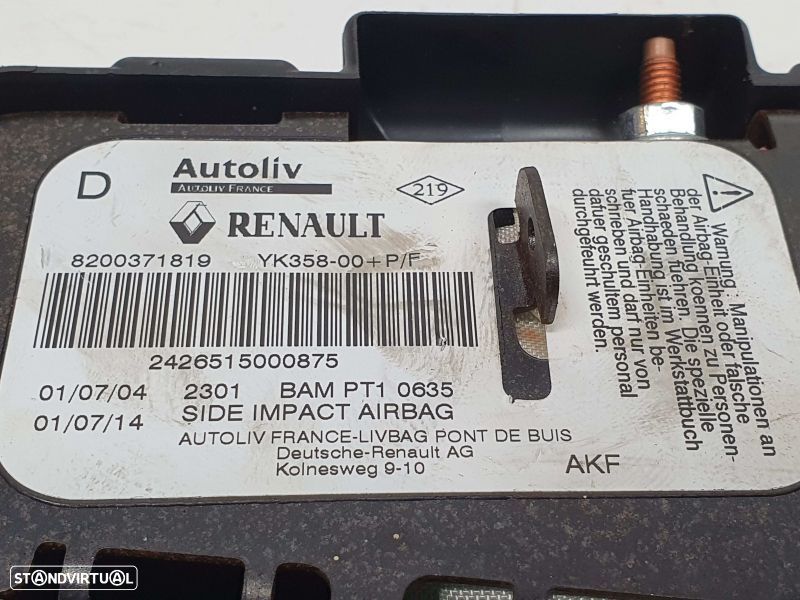 D
Autoliv
AUTOLIV FRANCE
219
RENAULT
8200371819 YK358-00+P/F
2426515000875
01/07/04 2301 BAM PT1 0635
01/07/14 SIDE IMPACT AIRBAG
AUTOLIV FRANCE-LIVBAG PONT DE BUIS
Deutsche-Renault AG
Kolnesweg 9-10
AKF
Warnung : Manipulationen an
der Airbag-Einheit oder falsche
Behandlung koennen zu Personen-
schaeden fuehren. Die spezielle
Handhabung ist im Werkstattbuch
fuer Airbag-Einheiten be-
schrieben und darf nur von
dafuer geschultem personal
durchgefuehrt werden.
STANDVIRTUAL